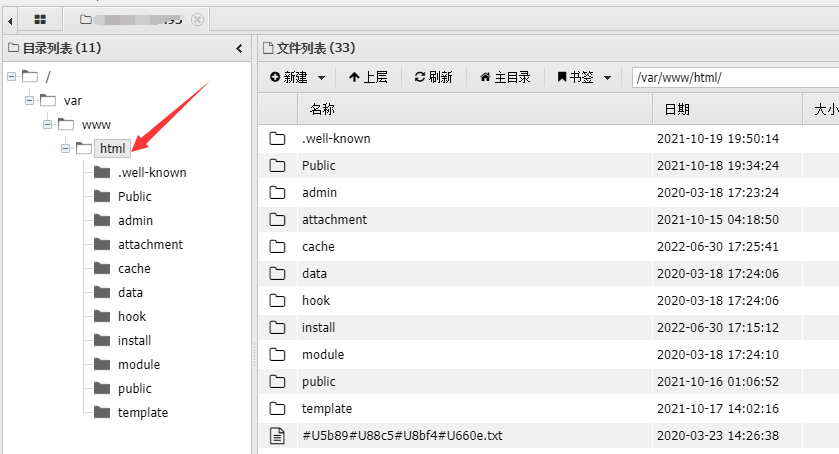 目录列表 (11)
/
var
www
html
.well-known
Public
admin
attachment
cache
data
hook
install
module
public
template
文件列表 (33)
新建 上层 刷新 主目录 书签 /var/www/html/
名称 日期 大小
.well-known 2021-10-19 19:50:14
Public 2021-10-18 19:34:24
admin 2020-03-18 17:23:24
attachment 2021-10-15 04:18:50
cache 2022-06-30 17:25:41
data 2020-03-18 17:24:06
hook 2020-03-18 17:24:06
install 2022-06-30 17:15:12
module 2020-03-18 17:24:10
public 2021-10-16 01:06:52
template 2021-10-17 14:02:16
#U5b89#U88c5#U8bf4#U660e.txt 2020-03-23 14:26:38